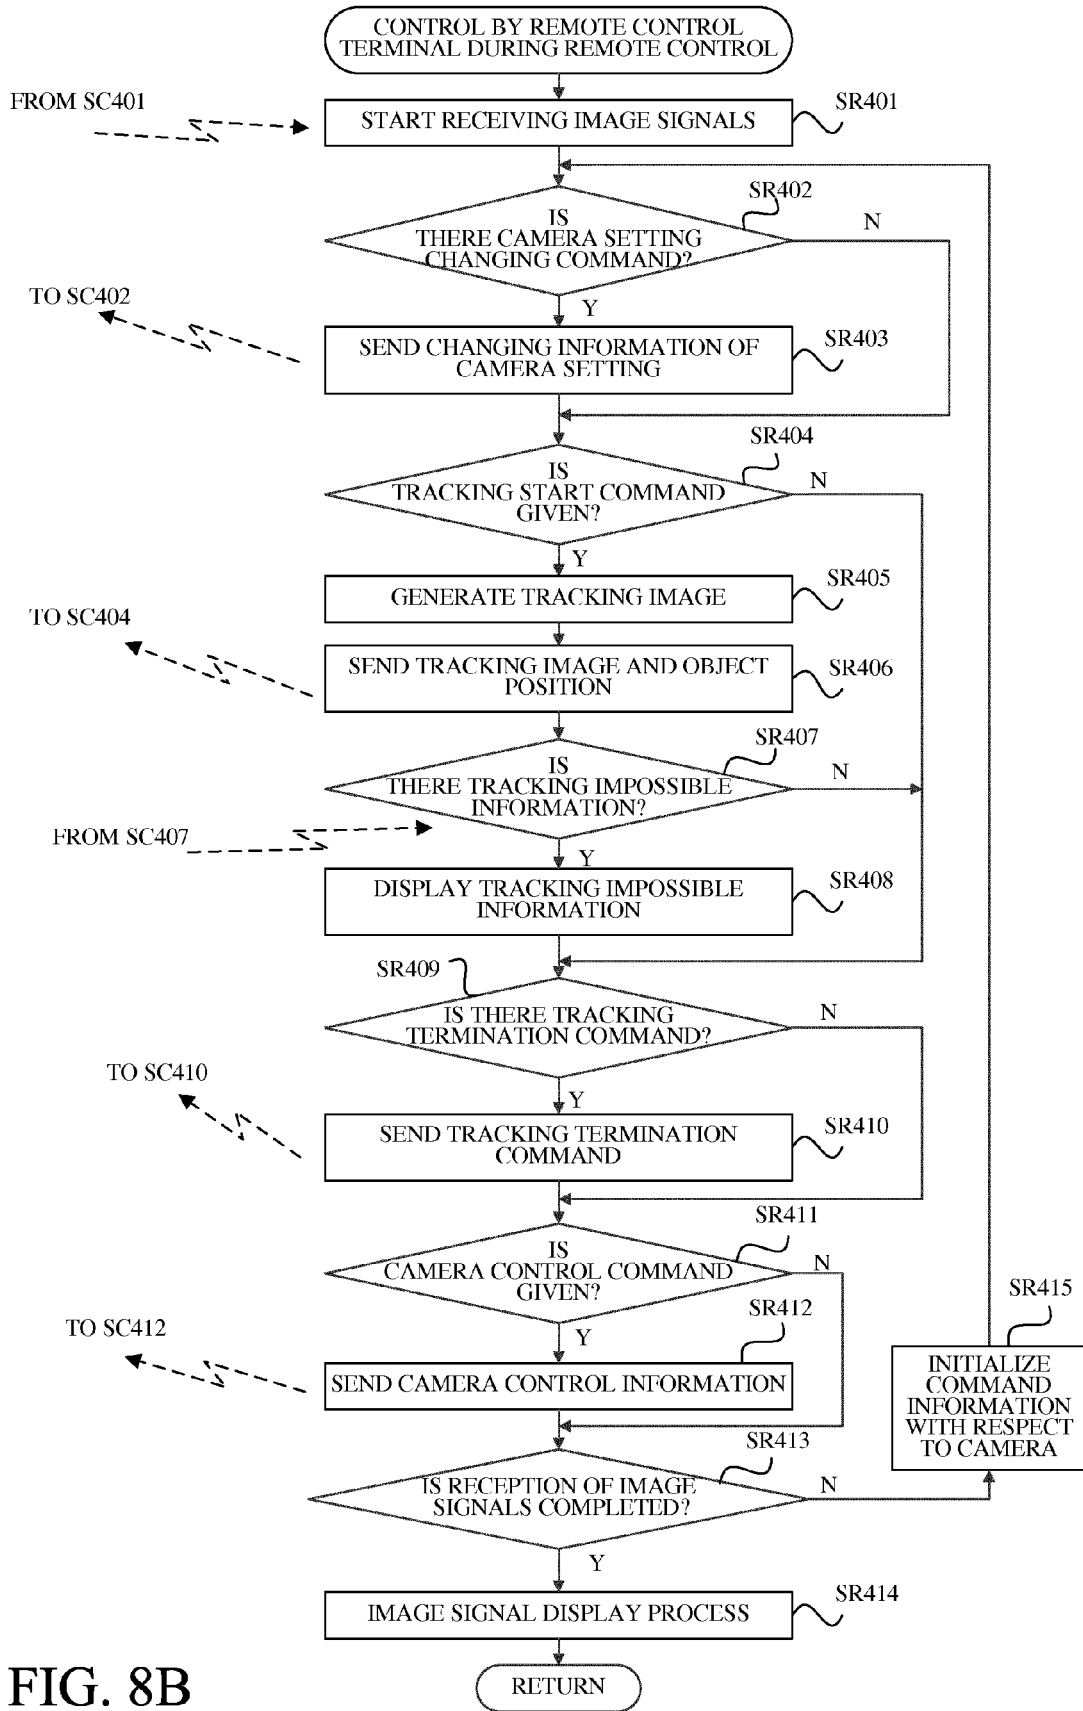 CONTROL BY REMOTE CONTROL
TERMINAL DURING REMOTE CONTROL
FROM SC401
START RECEIVING IMAGE SIGNALS
SR401
SR402
IS
THERE CAMERA SETTING
CHANGING COMMAND?
N
Y
TO SC402
SEND CHANGING INFORMATION OF
CAMERA SETTING
SR403
SR404
IS
TRACKING START COMMAND
GIVEN?
N
Y
GENERATE TRACKING IMAGE
SR405
TO SC404
SEND TRACKING IMAGE AND OBJECT
POSITION
SR406
SR407
IS
THERE TRACKING IMPOSSIBLE
INFORMATION?
N
FROM SC407
Y
DISPLAY TRACKING IMPOSSIBLE
INFORMATION
SR408
SR409
IS THERE TRACKING
TERMINATION COMMAND?
N
Y
TO SC410
SEND TRACKING TERMINATION
COMMAND
SR410
SR411
IS
CAMERA CONTROL COMMAND
GIVEN?
N
Y
SR412
TO SC412
SEND CAMERA CONTROL INFORMATION
SR415
INITIALIZE
COMMAND
INFORMATION
WITH RESPECT
TO CAMERA
SR413
IS RECEPTION OF IMAGE
SIGNALS COMPLETED?
N
Y
IMAGE SIGNAL DISPLAY PROCESS
SR414
RETURN
FIG. 8B